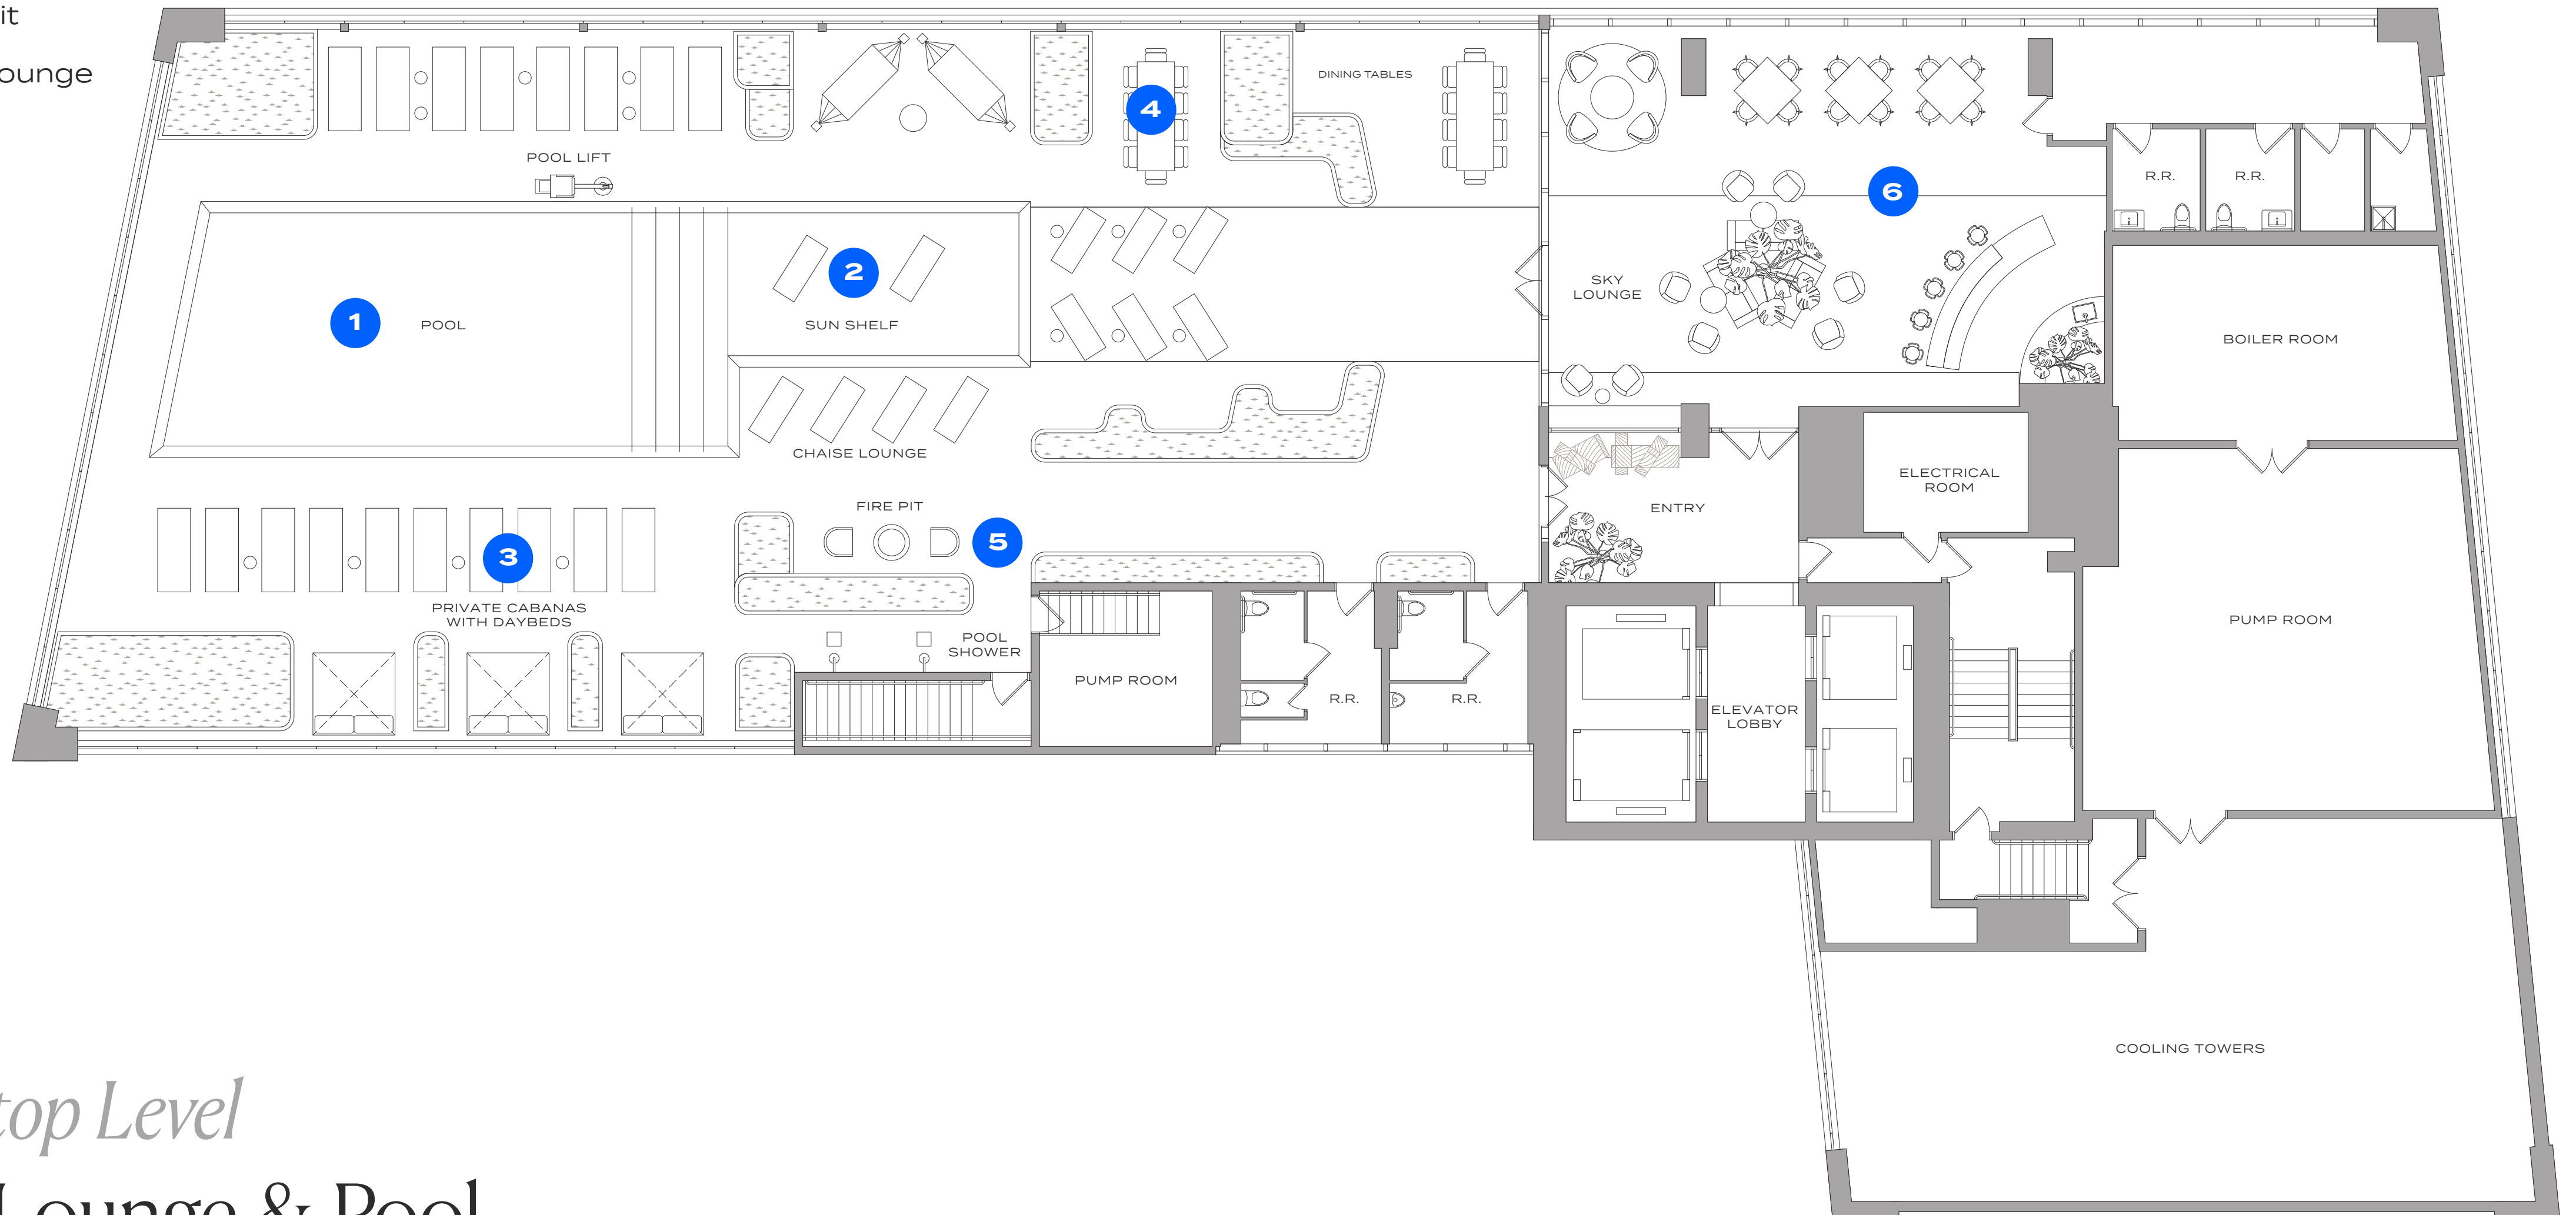 it
ounge
DINING TABLES
4
POOL LIFT
R.R.
R.R.
6
2
SKY
LOUNGE
1
POOL
SUN SHELF
BOILER ROOM
CHAISE LOUNGE
ELECTRICAL
ROOM
FIRE PIT
ENTRY
5
3
PRIVATE CABANAS
WITH DAYBEDS
PUMP ROOM
POOL
SHOWER
PUMP ROOM
R.R.
R.R.
ELEVATOR
LOBBY
COOLING TOWERS
top Level
Lounge & Pool